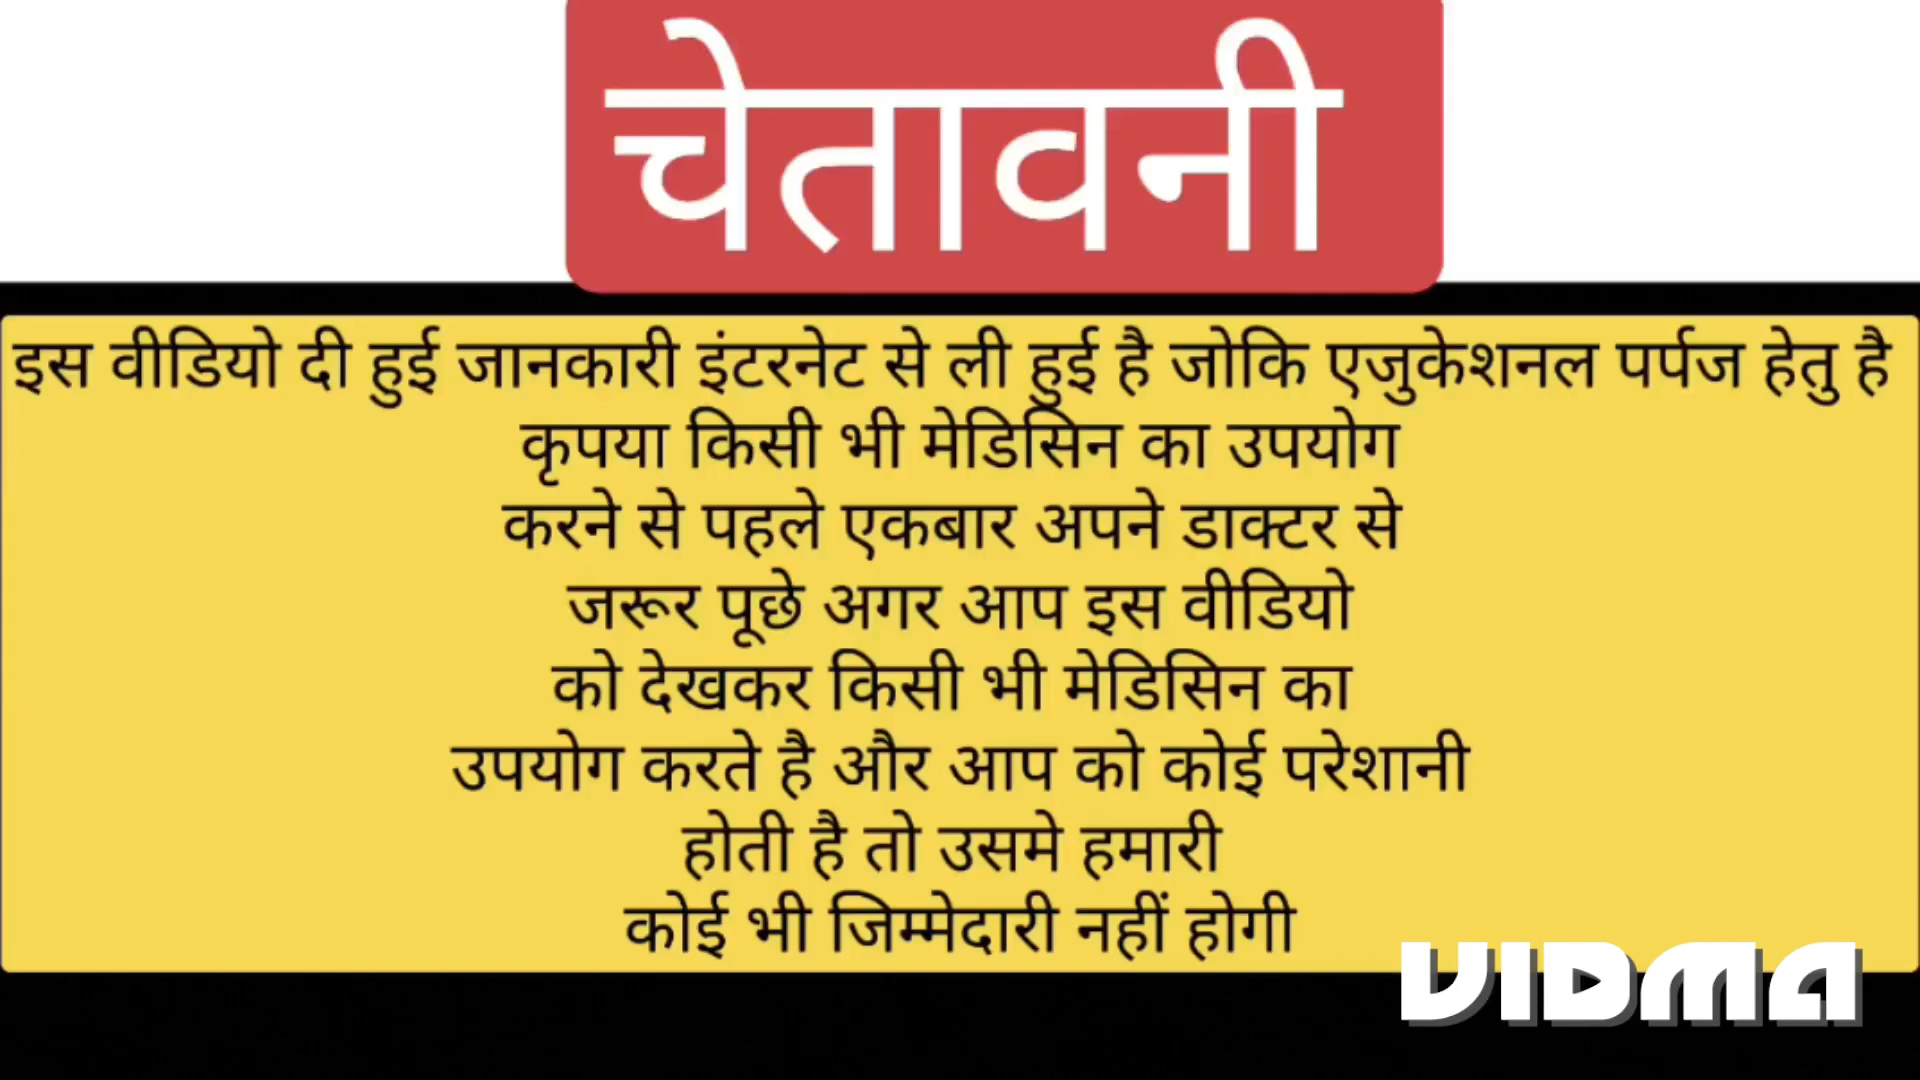 चेतावनी
इस वीडियो दी हुई जानकारी इंटरनेट से ली हुई है जोकि एजुकेशनल पर्पज हेतु है
कृपया किसी भी मेडिसिन का उपयोग
करने से पहले एकबार अपने डाक्टर से
जरूर पूछे अगर आप इस वीडियो
को देखकर किसी भी मेडिसिन का
उपयोग करते है और आप को कोई परेशानी
होती है तो उसमे हमारी
कोई भी जिम्मेदारी नहीं होगी
VIDMA